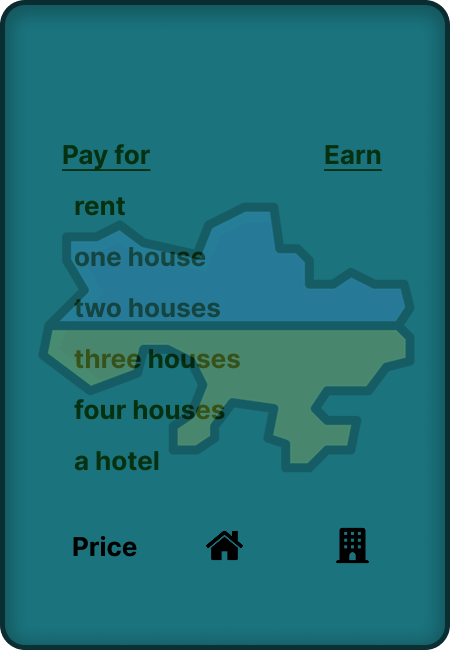 Pay for Earn
rent
one house
two houses
three houses
four houses
a hotel
Price